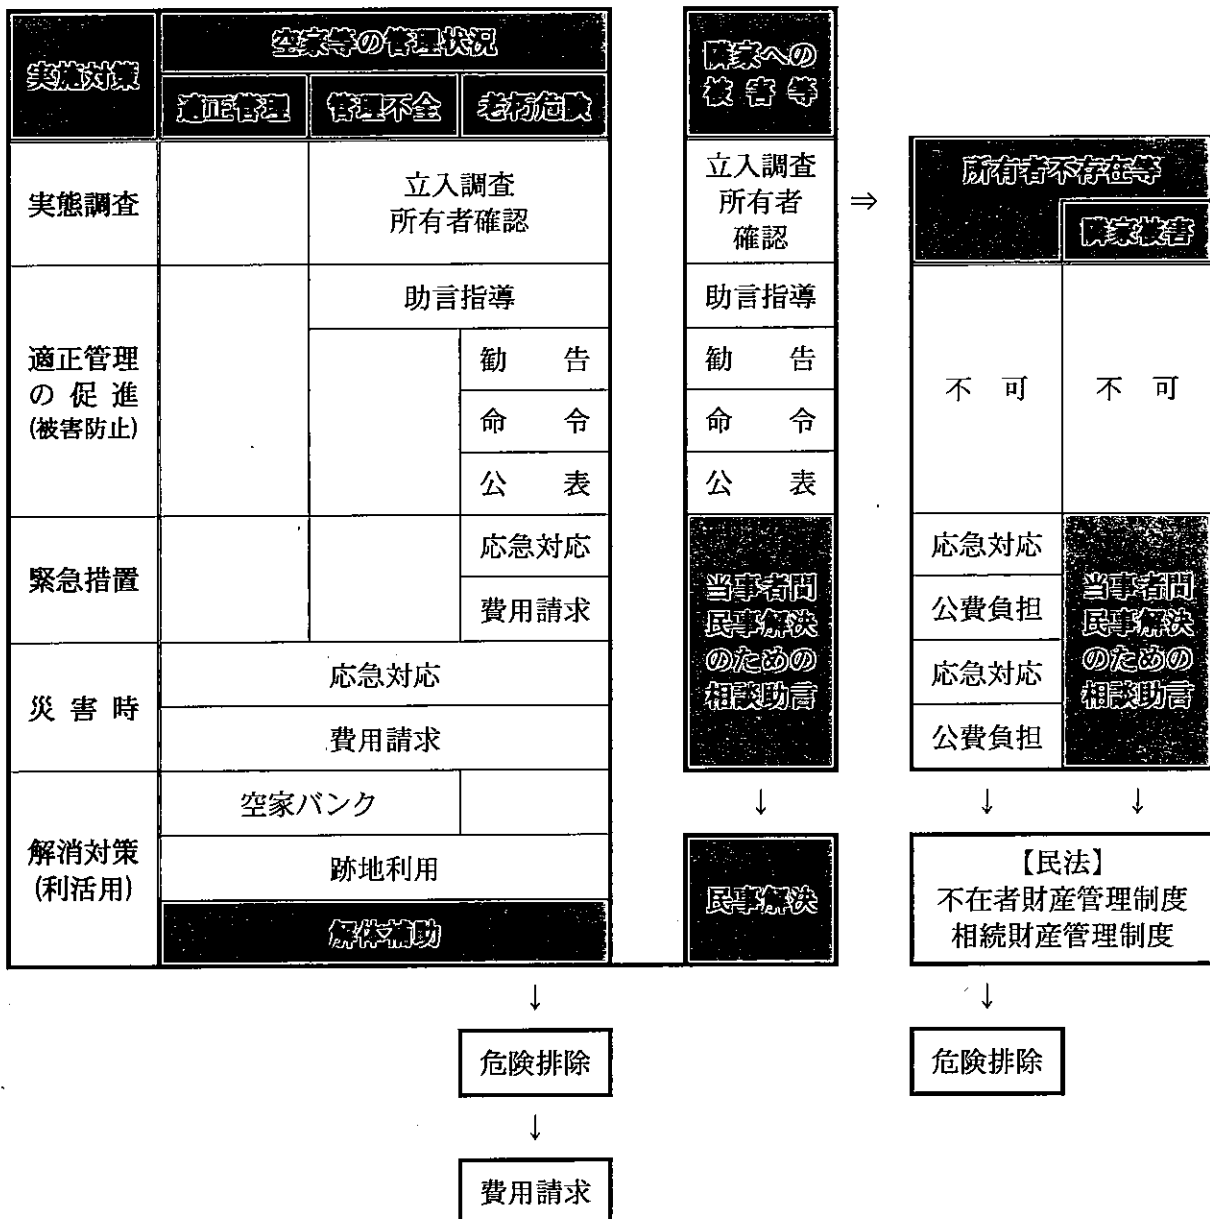 実施対策
空家等の管理状況
適正管理
管理不全
老朽危険
実態調査
立入調査
所有者確認
適正管理
の促進
(被害防止)
助言指導
勧告
命令
公表
緊急措置
応急対応
費用請求
災害時
応急対応
費用請求
解消対策
(利活用)
空家バンク
跡地利用
解体補助
↓
危険排除
↓
費用請求
隣家への
被害等
立入調査
所有者
確認
助言指導
勧告
命令
公表
当事者間
民事解決
のための
相談助言
↓
民事解決
⇒
所有者不存在等
隣家被害
不可
不可
応急対応
公費負担
応急対応
公費負担
当事者間
民事解決
のための
相談助言
↓
↓
【民法】
不在者財産管理制度
相続財産管理制度
↓
危険排除